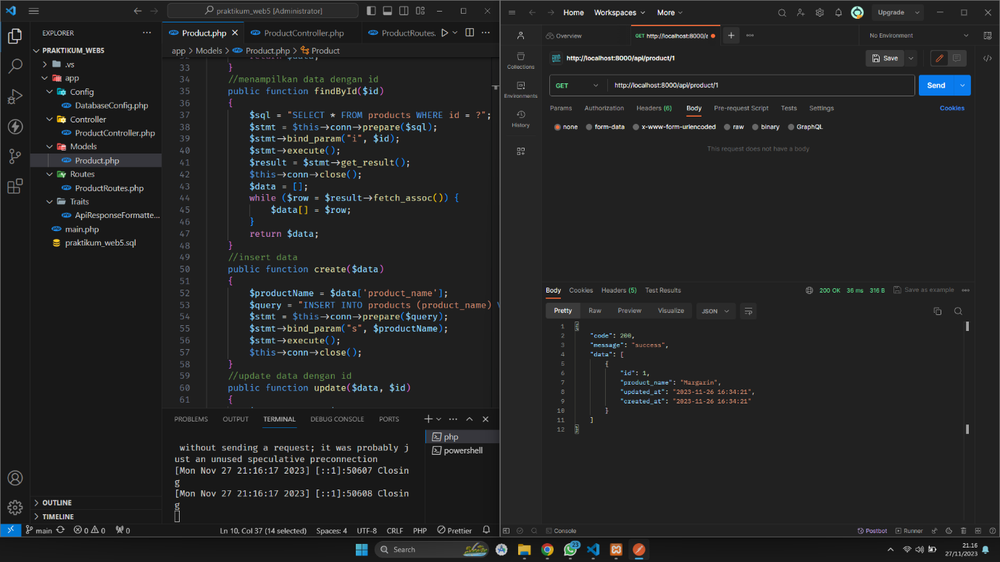 praktikum_web5 [Administrator]
EXPLORER
PRAKTIKUM_WEB5
.vs
app
Config
DatabaseConfig.php
Controller
ProductController.php
Models
Product.php
Routes
ProductRoutes.php
Traits
ApiResponseFormatte...
main.php
praktikum_web5.sql
OUTLINE
TIMELINE
Product.php
ProductController.php
ProductRoutes.
app > Models > Product.php > Product
33 }
34 //menampilkan data dengan id
35 public function findById($id)
36 {
37 $sql = "SELECT * FROM products WHERE id = ?";
38 $stmt = $this->conn->prepare($sql);
39 $stmt->bind_param("i", $id);
40 $stmt->execute();
41 $result = $stmt->get_result();
42 $this->conn->close();
43 $data = [];
44 while ($row = $result->fetch_assoc()) {
45 $data[] = $row;
46 }
47 return $data;
48 }
49 //insert data
50 public function create($data)
51 {
52 $productName = $data['product_name'];
53 $query = "INSERT INTO products (product_name)
54 $stmt = $this->conn->prepare($query);
55 $stmt->bind_param("s", $productName);
56 $stmt->execute();
57 $this->conn->close();
58 }
59 //update data dengan id
60 public function update($data, $id)
61 {
PROBLEMS OUTPUT TERMINAL DEBUG CONSOLE PORTS
php
powershell
without sending a request; it was probably j
ust an unused speculative preconnection
[Mon Nov 27 21:16:17 2023] [::1]:50607 Closin
g
[Mon Nov 27 21:16:17 2023] [::1]:50608 Closin
g
main 0 0 0 Ln 10, Col 37 (14 selected) Spaces: 4 UTF-8 CRLF PHP Prettier
Home Workspaces More Upgrade
Collections
Environments
History
Overview
GET http://localhost:8000/a
No Environment
http://localhost:8000/api/product/1
Save
GET http://localhost:8000/api/product/1 Send
Params Authorization Headers (6) Body Pre-request Script Tests Settings Cookies
none form-data x-www-form-urlencoded raw binary GraphQL
This request does not have a body
Body Cookies Headers (5) Test Results 200 OK 36 ms 316 B Save as example
Pretty Raw Preview Visualize JSON
1 {
2 "code": 200,
3 "message": "success",
4 "data": [
5 {
6 "id": 1,
7 "product_name": "Margarin",
8 "updated_at": "2023-11-26 16:34:21",
9 "created_at": "2023-11-26 16:34:21"
10 }
11 ]
12 }
Console
Postbot Runner
Search
23
21.16
27/11/2023